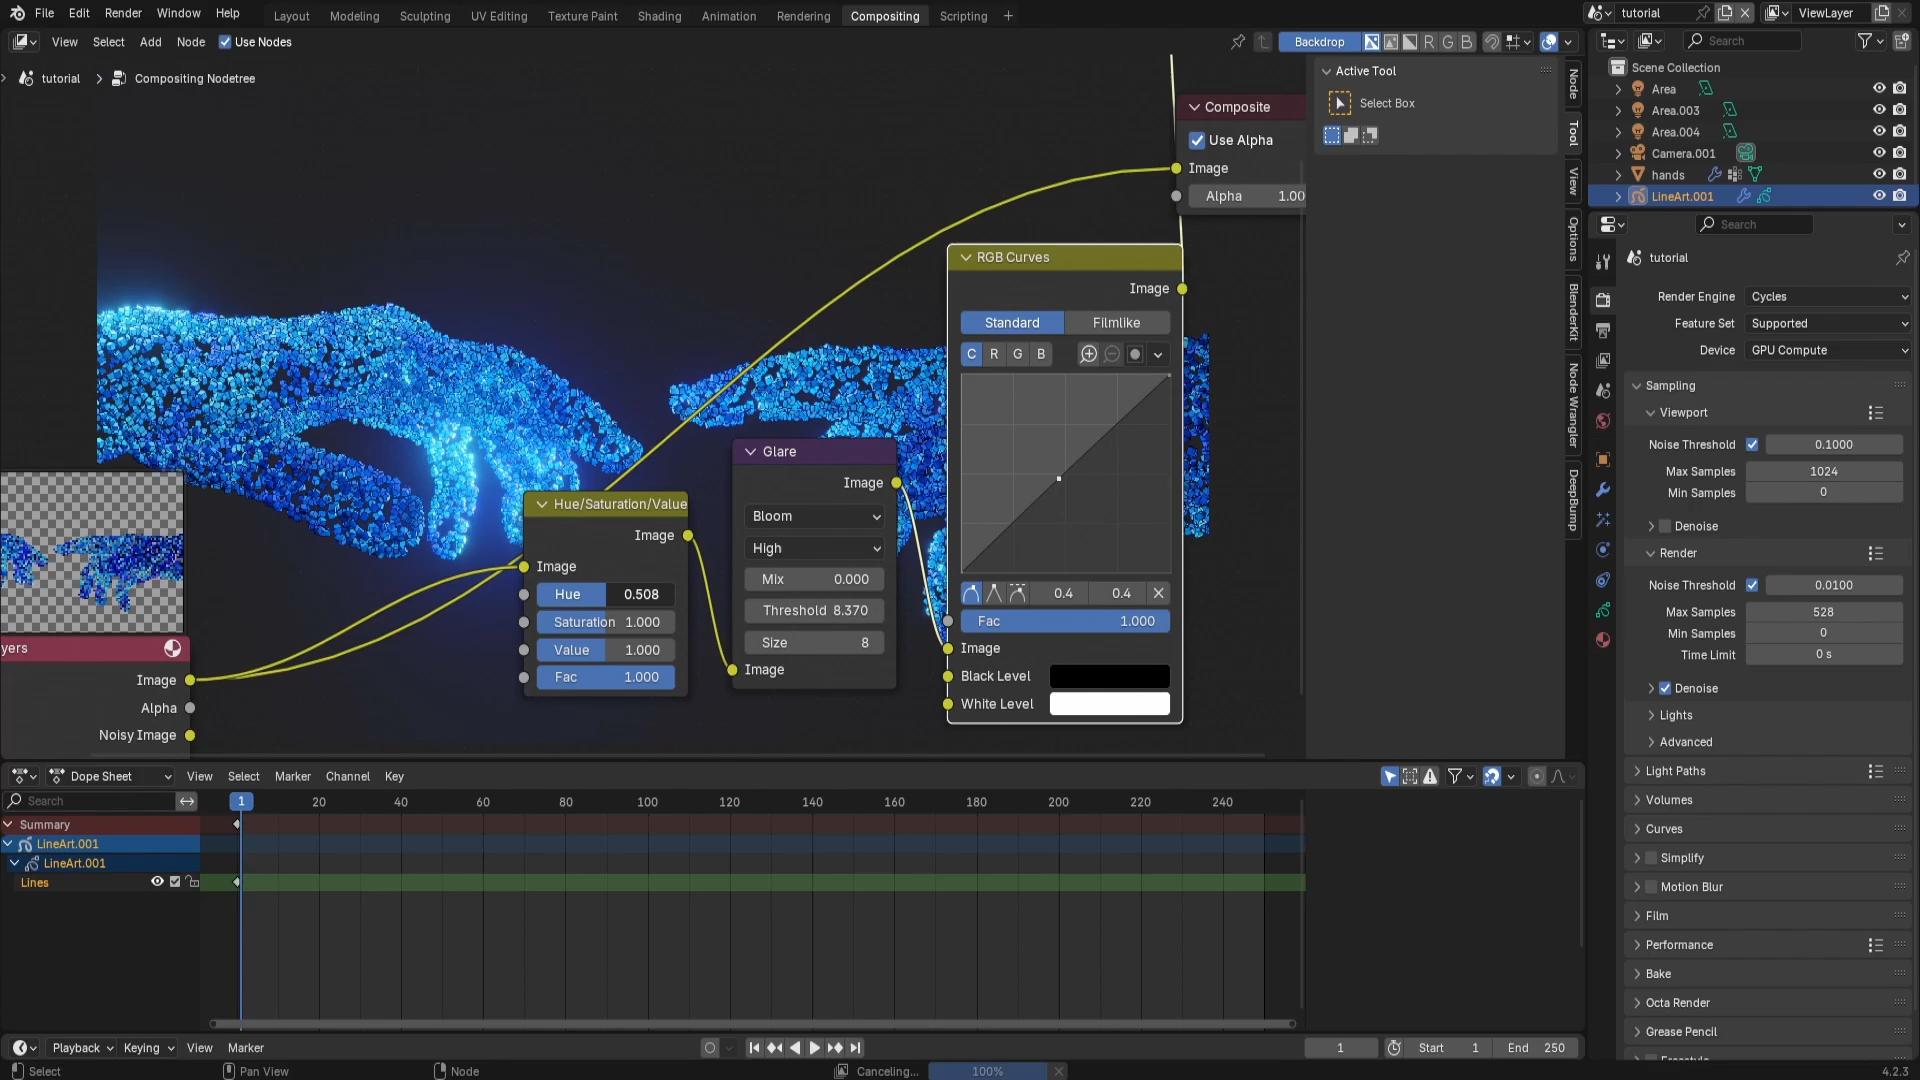 File Edit Render Window Help
Layout Modeling Sculpting UV Editing Texture Paint Shading Animation Rendering Compositing Scripting +
tutorial
ViewLayer
View Select Add Node Use Nodes
Backdrop
R G B
Search
tutorial > Compositing Nodetree
Active Tool
Select Box
Node
Tool
View
Options
BlenderKit
Node Wrangler
DeepBump
Scene Collection
Area
Area.003
Area.004
Camera.001
hands
LineArt.001
Composite
Use Alpha
Image
Alpha 1.00
RGB Curves
Image
Standard Filmlike
C R G B
0.4 0.4
Fac 1.000
Image
Black Level
White Level
Glare
Image
Bloom
High
Mix 0.000
Threshold 8.370
Size 8
Image
Hue/Saturation/Value
Image
Image
Hue 0.508
Saturation 1.000
Value 1.000
Fac 1.000
yers
Image
Alpha
Noisy Image
Search
tutorial
Render Engine Cycles
Feature Set Supported
Device GPU Compute
Sampling
Viewport
Noise Threshold 0.1000
Max Samples 1024
Min Samples 0
Denoise
Render
Noise Threshold 0.0100
Max Samples 528
Min Samples 0
Time Limit 0 s
Denoise
Lights
Advanced
Light Paths
Volumes
Curves
Simplify
Motion Blur
Film
Performance
Bake
Octa Render
Grease Pencil
Dope Sheet View Select Marker Channel Key
Search
1 20 40 60 80 100 120 140 160 180 200 220 240
Summary
LineArt.001
LineArt.001
Lines
Playback Keying View Marker
1 Start 1 End 250
Select Pan View Node Canceling... 100% 4.2.3